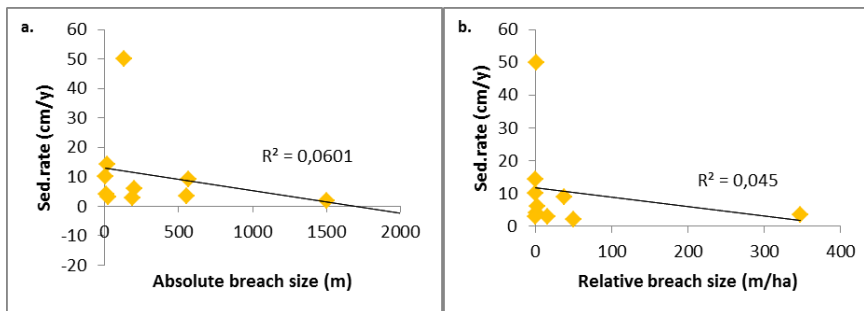 a.
Sed.rate (cm/y)
60
50
40
30
20
10
0
-10
-20
R² = 0,0601
0 500 1000 1500 2000
Absolute breach size (m)
b.
Sed.rate (cm/y)
60
50
40
30
20
10
0
R² = 0,045
0 100 200 300 400
Relative breach size (m/ha)